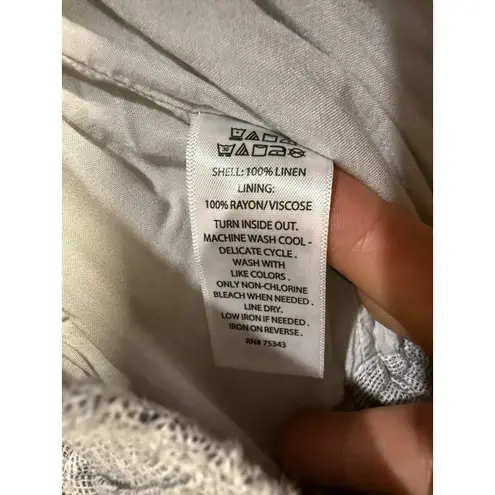 SHELL: 100% LINEN
LINING:
100% RAYON/ VISCOSE
TURN INSIDE OUT.
MACHINE WASH COOL -
DELICATE CYCLE .
WASH WITH
LIKE COLORS .
ONLY NON-CHLORINE
BLEACH WHEN NEEDED .
LINE DRY.
LOW IRON IF NEEDED .
IRON ON REVERSE .
RN# 75343